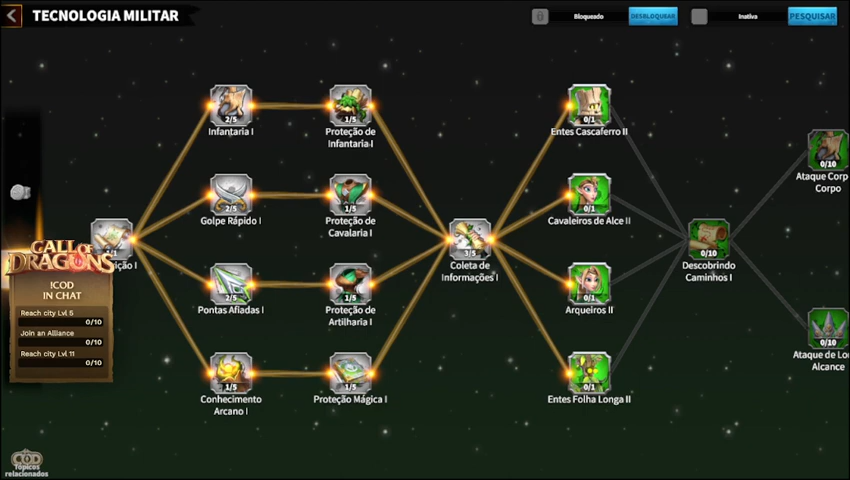 TECNOLOGIA MILITAR
Bloqueado
DESBLOQUEAR
Inativa
PESQUISAR
2/5
Infantaria I
1/5
Proteção de
Infantaria I
0/1
Entes Cascaferro II
0/10
Ataque Corp
Corpo
2/5
Golpe Rápido I
1/5
Proteção de
Cavalaria I
0/1
Cavaleiros de Alce II
3/5
Coleta de
Informações I
0/10
Descobrindo
Caminhos I
2/5
Pontas Afiadas I
1/5
Proteção de
Artilharia I
0/1
Arqueiros II
0/10
Ataque de Lon
Alcance
1/5
Conhecimento
Arcano I
1/5
Proteção Mágica I
0/1
Entes Folha Longa II
CALL OF
DRAGONS
!COD
IN CHAT
Reach city Lvl 5
0/10
Join an Alliance
0/10
Reach city Lvl 11
0/10
COD
Tópicos
relacionados